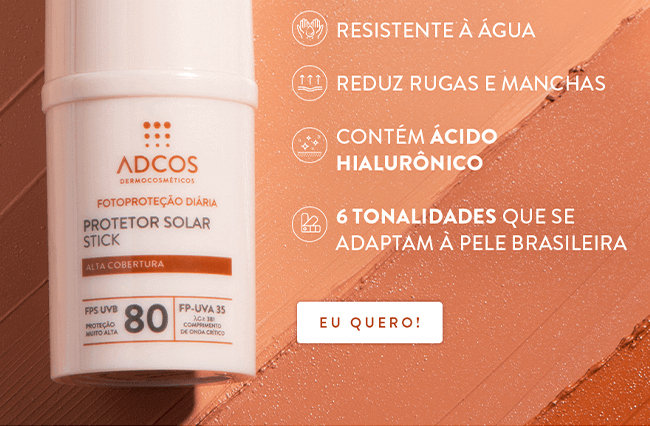 RESISTENTE À ÁGUA
REDUZ RUGAS E MANCHAS
CONTÉM ÁCIDO
HIALURÔNICO
6 TONALIDADES QUE SE
ADAPTAM À PELE BRASILEIRA
EU QUERO!
ADCOS
DERMOCOSMÉTICOS
FOTOPROTEÇÃO DIÁRIA
PROTETOR SOLAR
STICK
ALTA COBERTURA
FPS UVB
PROTEÇÃO
MUITO ALTA
80
FP-UVA 35
λC≥ 381
COMPRIMENTO
DE ONDA CRÍTICO